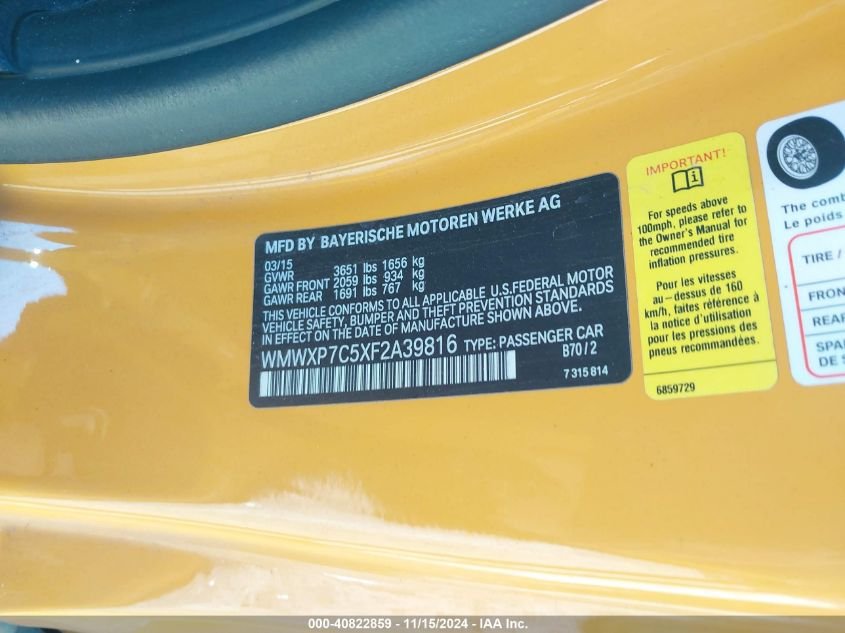 MFD BY BAYERISCHE MOTOREN WERKE AG
03/15
GVWR 3651 lbs 1656 kg
GAWR FRONT 2059 lbs 934 kg
GAWR REAR 1691 lbs 767 kg
THIS VEHICLE CONFORMS TO ALL APPLICABLE U.S.FEDERAL MOTOR
VEHICLE SAFETY, BUMPER AND THEFT PREVENTION STANDARDS
IN EFFECT ON THE DATE OF MANUFACTURE SHOWN ABOVE.
WMWXP7C5XF2A39816 TYPE: PASSENGER CAR
B70 / 2
7 315 814
IMPORTANT!
For speeds above
100mph, please refer to
the Owner's Manual for
recommended tire
inflation pressures.
Pour les vitesses
au-dessus de 160
km/h, faites référence à
la notice d'utilisation
pour les pressions des
pneus recommandées.
6859729
The comb
Le poids
TIRE /
FRON
REAR
SPA
DE S
000-40822859 - 11/15/2024 - IAA Inc.